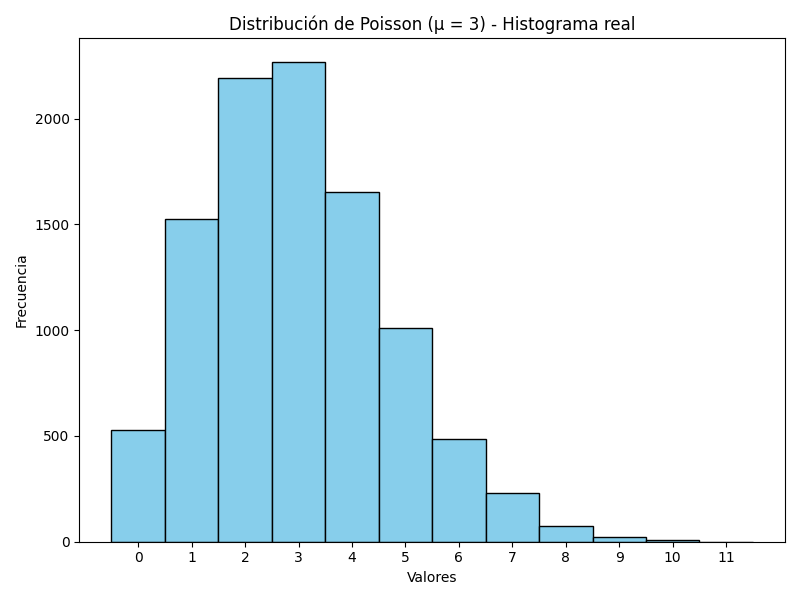 Distribución de Poisson (μ = 3) - Histograma real
2000
1500
1000
500
0
Frecuencia
0 1 2 3 4 5 6 7 8 9 10 11
Valores